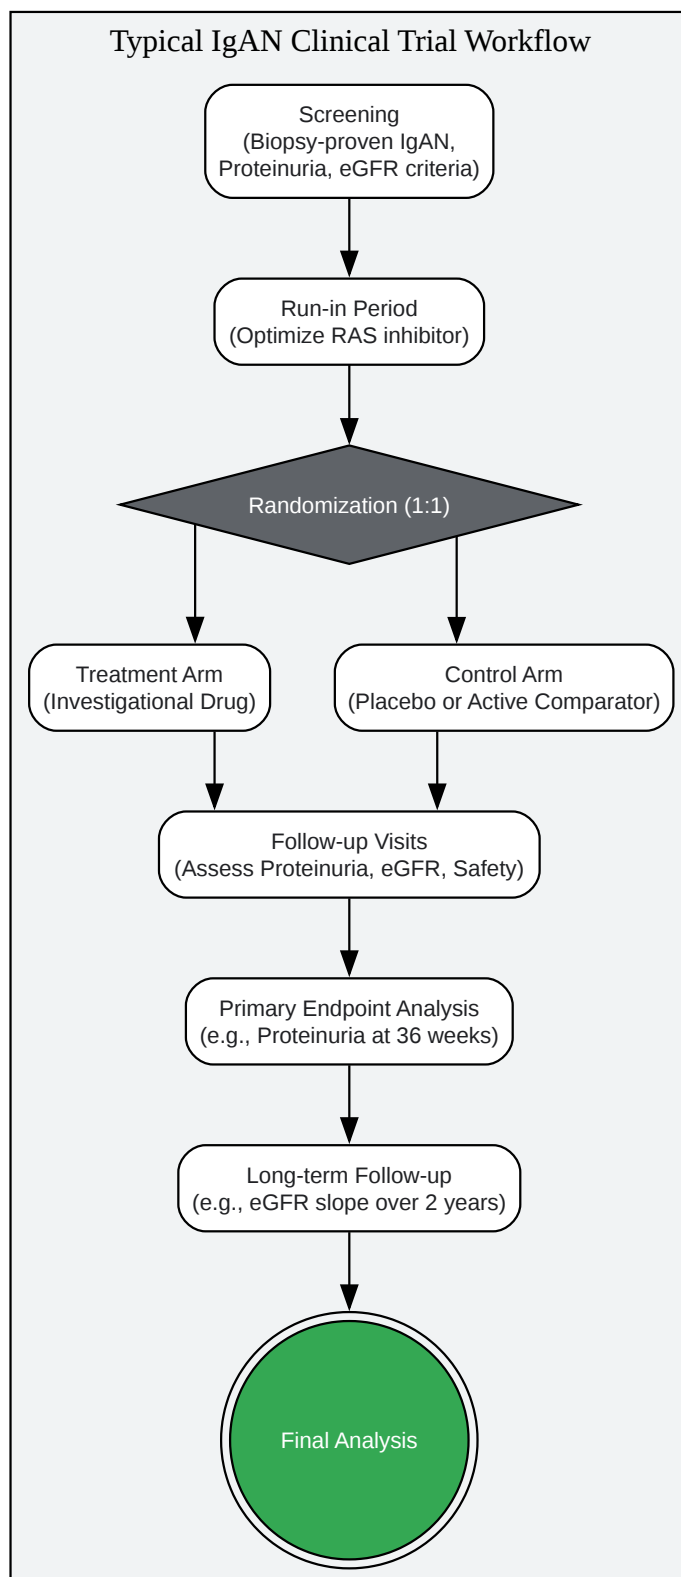 Typical IgAN Clinical Trial Workflow
Screening
(Biopsy-proven IgAN,
Proteinuria, eGFR criteria)
Run-in Period
(Optimize RAS inhibitor)
Randomization (1:1)
Treatment Arm
(Investigational Drug)
Control Arm
(Placebo or Active Comparator)
Follow-up Visits
(Assess Proteinuria, eGFR, Safety)
Primary Endpoint Analysis
(e.g., Proteinuria at 36 weeks)
Long-term Follow-up
(e.g., eGFR slope over 2 years)
Final Analysis